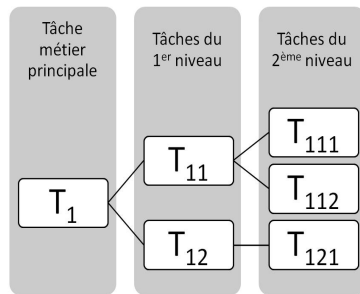 Tâche
métier
principale
Tâches du
1er niveau
Tâches du
2ème niveau
T1
T11
T12
T111
T112
T121